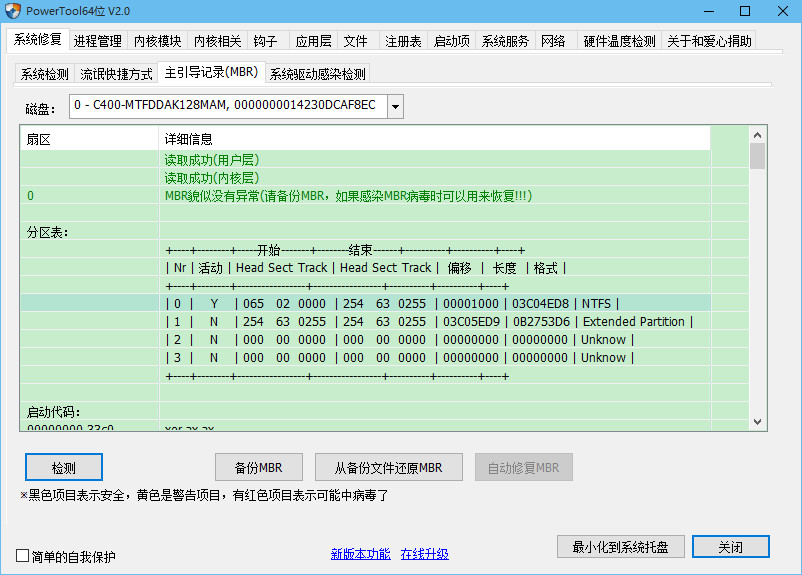 PowerTool64位 V2.0
系统修复 进程管理 内核模块 内核相关 钩子 应用层 文件 注册表 启动项 系统服务 网络 硬件温度检测 关于和爱心捐助
系统检测 流氓快捷方式 主引导记录(MBR) 系统驱动感染检测
磁盘： 0 - C400-MTFDDAK128MAM, 0000000014230DCAF8EC
扇区 详细信息
读取成功(用户层)
读取成功(内核层)
0 MBR貌似没有异常(请备份MBR，如果感染MBR病毒时可以用来恢复!!!)
分区表：
+----+--------+-----开始-------+-------结束------+---------+----------+----+
| Nr | 活动 | Head Sect Track | Head Sect Track | 偏移 | 长度 | 格式 |
+----+--------+-----------------+----------------+---------+---------+----+
| 0 | Y | 065 02 0000 | 254 63 0255 | 00001000 | 03C04ED8 | NTFS |
| 1 | N | 254 63 0255 | 254 63 0255 | 03C05ED9 | 0B2753D6 | Extended Partition |
| 2 | N | 000 00 0000 | 000 00 0000 | 00000000 | 00000000 | Unknow |
| 3 | N | 000 00 0000 | 000 00 0000 | 00000000 | 00000000 | Unknow |
+----+--------+-----------------+----------------+---------+---------+----+
启动代码：
00000000 33c0 xor ax,ax
检测 备份MBR 从备份文件还原MBR 自动修复MBR
※黑色项目表示安全，黄色是警告项目，有红色项目表示可能中病毒了
简单的自我保护 新版本功能 在线升级 最小化到系统托盘 关闭